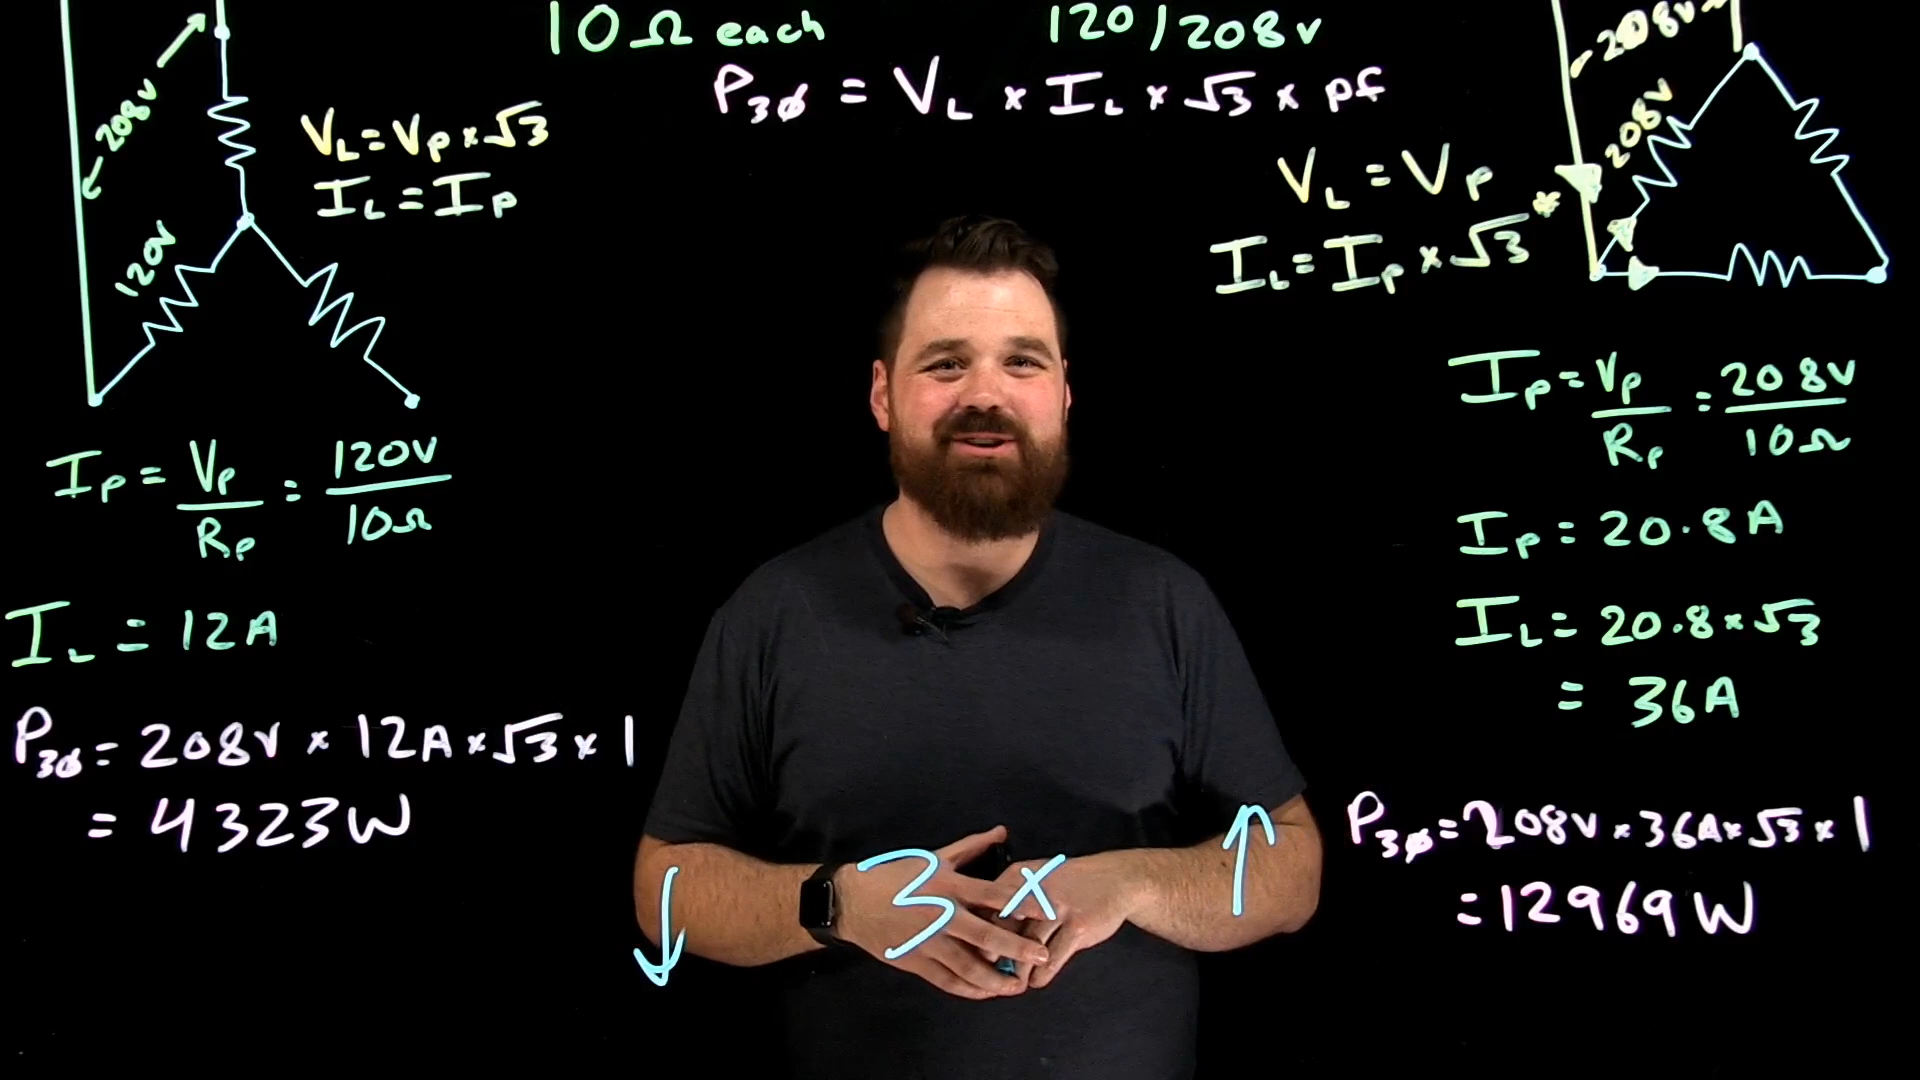 10Ω each
120/208v
P3ø = VL × IL × √3 × pf
208v
120v
VL = VP × √3
IL = IP
IP = VP/RP = 120V/10Ω
IL = 12A
P3ø = 208V × 12A × √3 × 1
= 4323W
208v
208v
VL = VP
IL = IP × √3 *
IP = VP/RP = 208V/10Ω
IP = 20.8A
IL = 20.8 × √3
= 36A
P3ø = 208V × 36A × √3 × 1
= 12969W
↓ 3× ↑